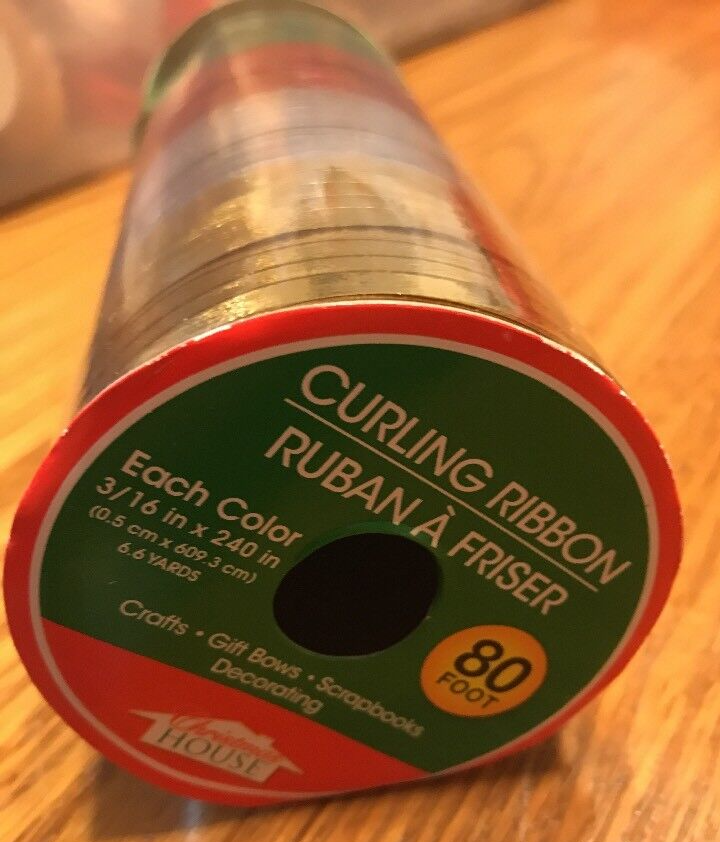 CURLING RIBBON
RUBAN À FRISER
Each Color
3/16 in x 240 in
(0.5 cm x 609.3 cm)
6.6 YARDS
80
FOOT
Crafts • Gift Bows • Scrapbooks
Decorating
Christmas
HOUSE